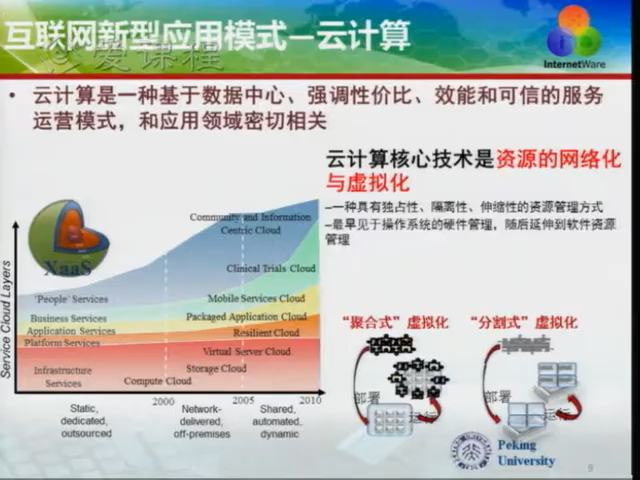 互联网新型应用模式—云计算
爱课程
InternetWare
• 云计算是一种基于数据中心、强调性价比、效能和可信的服务
运营模式，和应用领域密切相关
云计算核心技术是资源的网络化
与虚拟化
–一种具有独占性、隔离性、伸缩性的资源管理方式
–最早见于操作系统的硬件管理，随后延伸到软件资源
管理
Service Cloud Layers
XaaS
'People' Services
Business Services
Application Services
Platform Services
Infrastructure
Services
Community and Information
Centric Cloud
Clinical Trials Cloud
Mobile Services Cloud
Packaged Application Cloud
Resilient Cloud
Virtual Server Cloud
Storage Cloud
Compute Cloud
2000
2005
2010
Static,
dedicated,
outsourced
Network-
delivered,
off-premises
Shared,
automated,
dynamic
“聚合式”虚拟化
部署
运行
“分割式”虚拟化
部署
运行
Peking
University
9